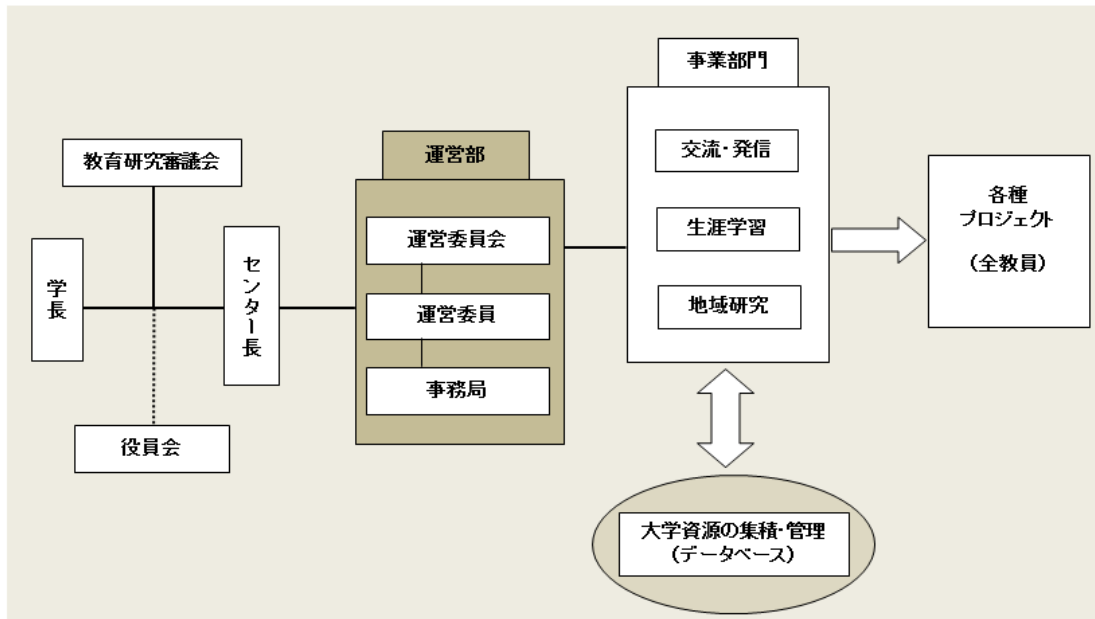 学長
教育研究審議会
役員会
センター長
運営部
運営委員会
運営委員
事務局
事業部門
交流・発信
生涯学習
地域研究
各種
プロジェクト
(全教員)
大学資源の集積・管理
(データベース)